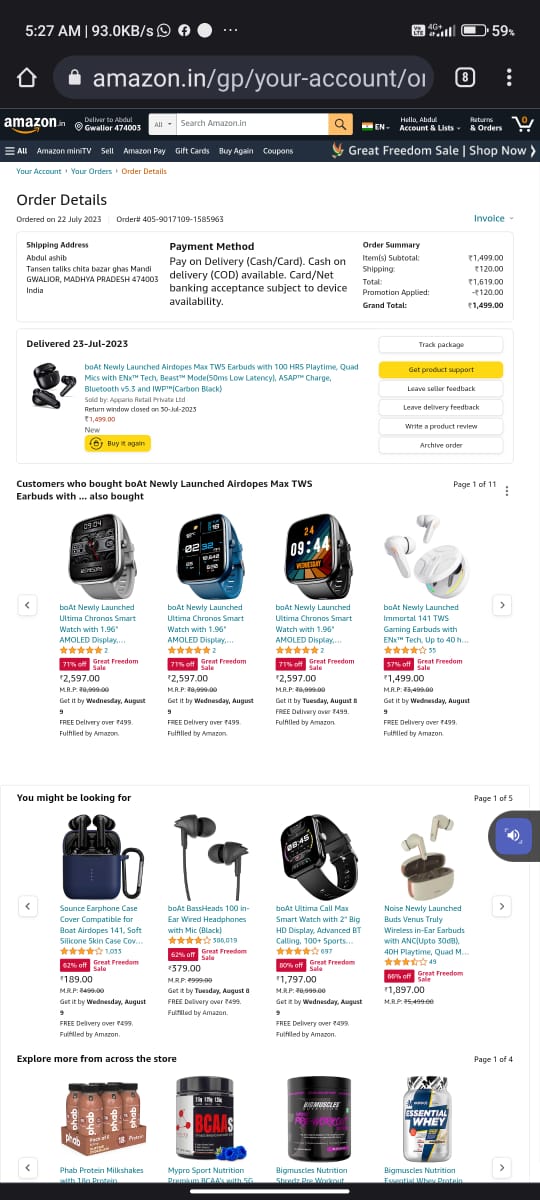 5:27 AM | 93.0KB/s ...
4G+ 59%
amazon.in/gp/your-account/or
8
amazon.in
Deliver to Abdul
Gwalior 474003
All
Search Amazon.in
EN
Hello, Abdul
Account & Lists
Returns
& Orders
0
All Amazon miniTV Sell Amazon Pay Gift Cards Buy Again Coupons
Great Freedom Sale | Shop Now
Your Account › Your Orders › Order Details
Order Details
Ordered on 22 July 2023 | Order# 405-9017109-1585963
Invoice
Shipping Address
Abdul ashib
Tansen talkis chita bazar ghas Mandi
GWALIOR, MADHYA PRADESH 474003
India
Payment Method
Pay on Delivery (Cash/Card). Cash on
delivery (COD) available. Card/Net
banking acceptance subject to device
availability.
Order Summary
Item(s) Subtotal: ₹1,499.00
Shipping: ₹120.00
Total: ₹1,619.00
Promotion Applied: -₹120.00
Grand Total: ₹1,499.00
Delivered 23-Jul-2023
boAt Newly Launched Airdopes Max TWS Earbuds with 100 HRS Playtime, Quad
Mics with ENx™ Tech, Beast™ Mode(50ms Low Latency), ASAP™ Charge,
Bluetooth v5.3 and IWP™(Carbon Black)
Sold by: Appario Retail Private Ltd
Return window closed on 30-Jul-2023
₹1,499.00
New
Buy it again
Track package
Get product support
Leave seller feedback
Leave delivery feedback
Write a product review
Archive order
Customers who bought boAt Newly Launched Airdopes Max TWS
Earbuds with ... also bought
Page 1 of 11
boAt Newly Launched
Ultima Chronos Smart
Watch with 1.96"
AMOLED Display,...
2
71% off Great Freedom
Sale
₹2,597.00
M.R.P: ₹8,999.00
Get it by Wednesday, August
9
FREE Delivery over ₹499.
Fulfilled by Amazon.
boAt Newly Launched
Ultima Chronos Smart
Watch with 1.96"
AMOLED Display,...
2
71% off Great Freedom
Sale
₹2,597.00
M.R.P: ₹8,999.00
Get it by Wednesday, August
9
FREE Delivery over ₹499.
Fulfilled by Amazon.
24
09:44
WEDNESDAY
boAt Newly Launched
Ultima Chronos Smart
Watch with 1.96"
AMOLED Display,...
2
71% off Great Freedom
Sale
₹2,597.00
M.R.P: ₹8,999.00
Get it by Tuesday, August 8
FREE Delivery over ₹499.
Fulfilled by Amazon.
boAt Newly Launched
Immortal 141 TWS
Gaming Earbuds with
ENx™ Tech, Up to 40 h...
55
57% off Great Freedom
Sale
₹1,499.00
M.R.P: ₹3,499.00
Get it by Wednesday, August
9
FREE Delivery over ₹499.
Fulfilled by Amazon.
You might be looking for
Page 1 of 5
Sounce Earphone Case
Cover Compatible for
Boat Airdopes 141, Soft
Silicone Skin Case Cov...
1,033
62% off Great Freedom
Sale
₹189.00
M.R.P: ₹499.00
Get it by Wednesday, August
9
FREE Delivery over ₹499.
Fulfilled by Amazon.
boAt BassHeads 100 in-
Ear Wired Headphones
with Mic (Black)
366,019
62% off Great Freedom
Sale
₹379.00
M.R.P: ₹999.00
Get it by Tuesday, August 8
FREE Delivery over ₹499.
Fulfilled by Amazon.
boAt Ultima Call Max
Smart Watch with 2" Big
HD Display, Advanced BT
Calling, 100+ Sports...
697
80% off Great Freedom
Sale
₹1,797.00
M.R.P: ₹8,999.00
Get it by Wednesday, August
9
FREE Delivery over ₹499.
Fulfilled by Amazon.
Noise Newly Launched
Buds Venus Truly
Wireless in-Ear Earbuds
with ANC(Upto 30dB),
40H Playtime, Quad M...
49
66% off Great Freedom
Sale
₹1,897.00
M.R.P: ₹5,499.00
Explore more from across the store
Page 1 of 4
phab phab phab
BCAAs
BIGMUSCLES
ESSENTIAL
WHEY
Phab Protein Milkshakes
with 18g Protein
Mypro Sport Nutrition
Premium BCAA's with 5G
Bigmuscles Nutrition
Shredz Pre Workout
Bigmuscles Nutrition
Essential Whey Protein